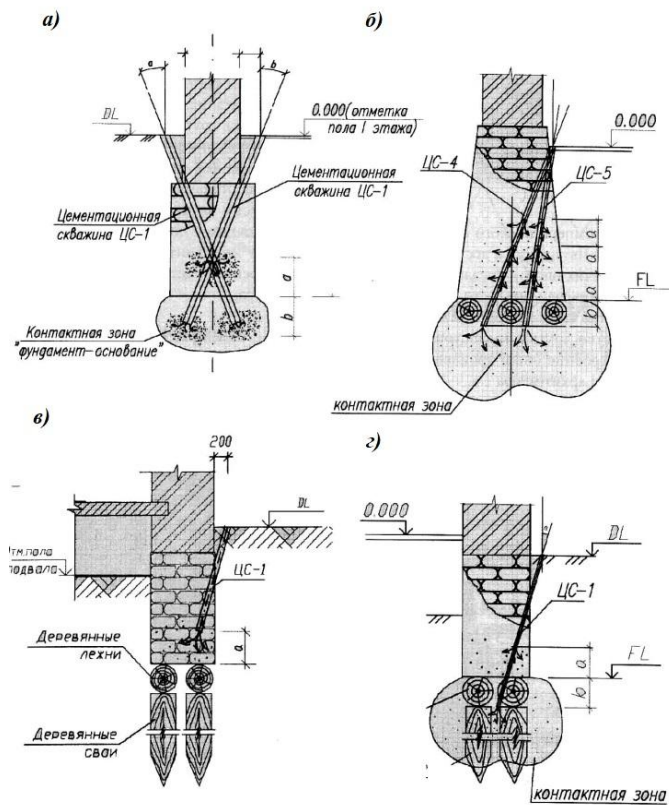 а)
а
b
DL
0.000(отметка
пола I этажа)
Цементационная
скважина ЦС-1
Цементационная
скважина ЦС-1
а
b
Контактная зона
"фундамент-основание"
б)
0.000
ЦС-4
ЦС-5
а
а
а
FL
b
контактная зона
в)
200
DL
тм.пола
подвала
ЦС-1
а
Деревянные
лежни
Деревянные
сваи
г)
0.000
DL
ЦС-1
а
FL
b
контактная зона